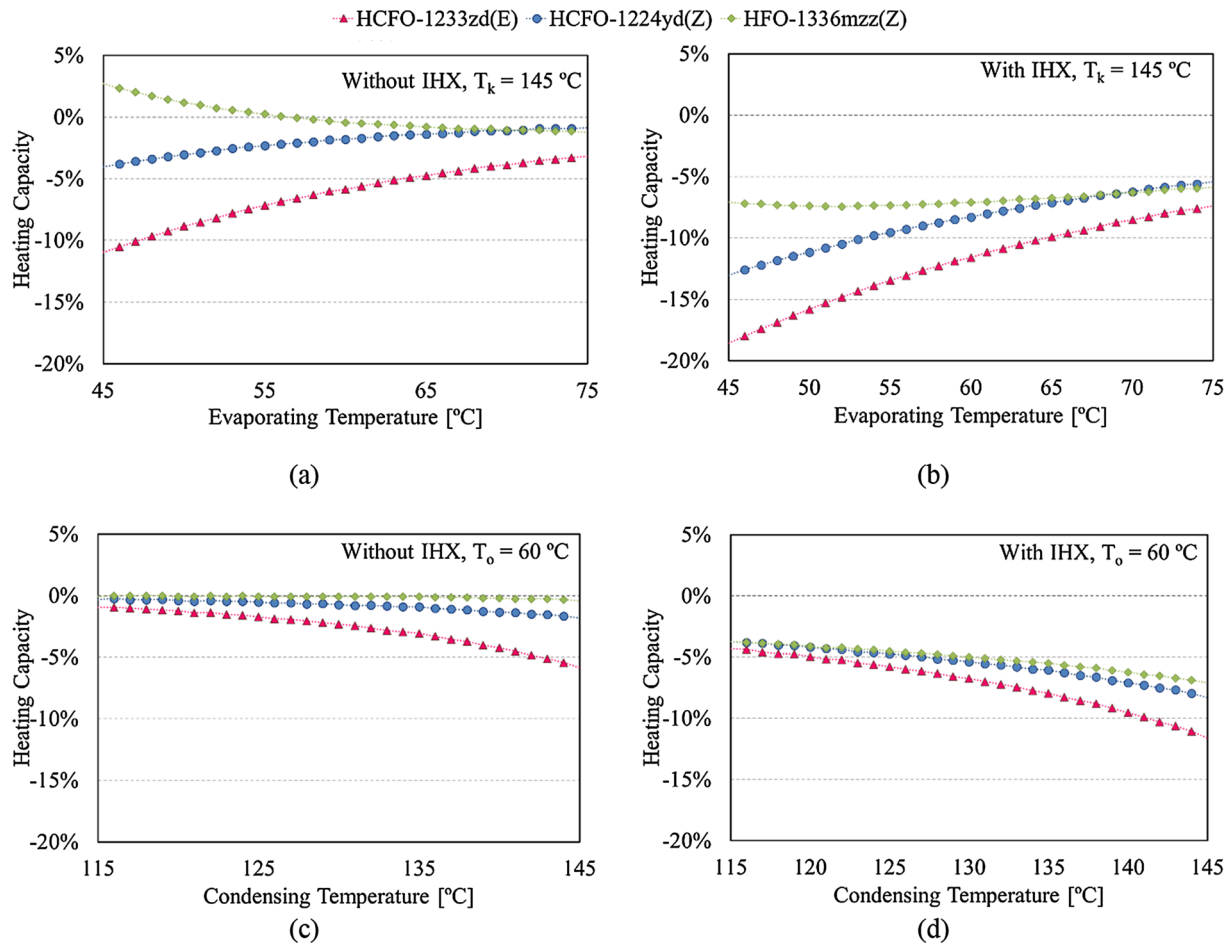 HCFO-1233zd(E) HCFO-1224yd(Z) HFO-1336mzz(Z)
5%
0%
-5%
-10%
-15%
-20%
Heating Capacity
Without IHX, Tk = 145 ºC
45 55 65 75
Evaporating Temperature [ºC]
(a)
5%
0%
-5%
-10%
-15%
-20%
Heating Capacity
With IHX, Tk = 145 ºC
45 50 55 60 65 70 75
Evaporating Temperature [ºC]
(b)
5%
0%
-5%
-10%
-15%
-20%
Heating Capacity
Without IHX, To = 60 ºC
115 125 135 145
Condensing Temperature [ºC]
(c)
5%
0%
-5%
-10%
-15%
-20%
Heating Capacity
With IHX, To = 60 ºC
115 120 125 130 135 140 145
Condensing Temperature [ºC]
(d)